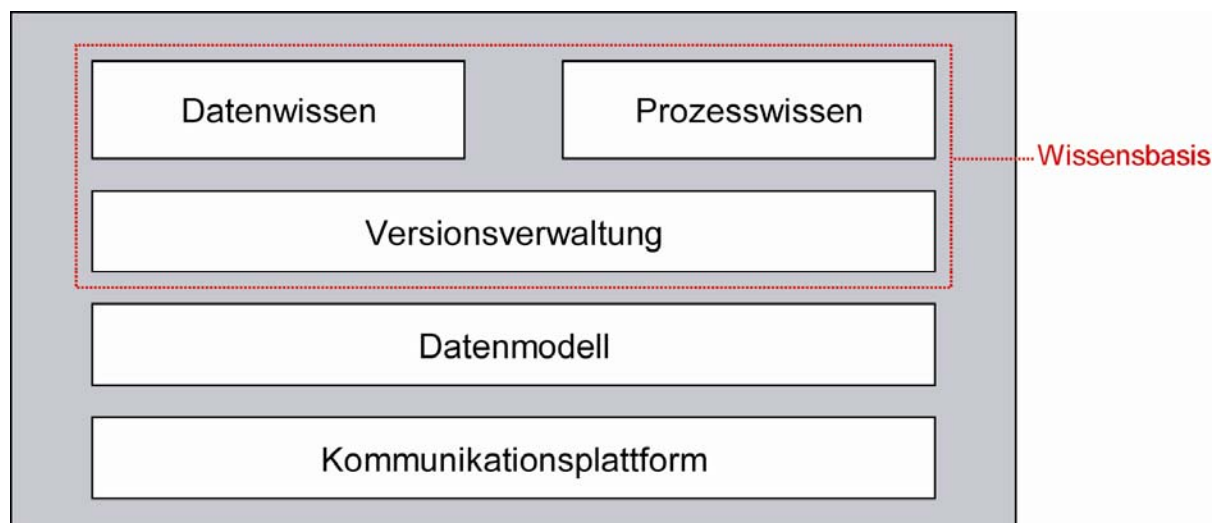 Datenwissen
Prozesswissen
Wissensbasis
Versionsverwaltung
Datenmodell
Kommunikationsplattform